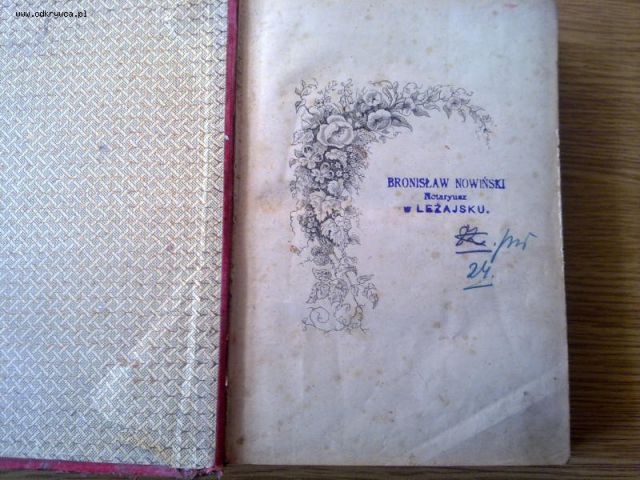 www.odkrywca.pl
BRONISŁAW NOWIŃSKI
Notaryusz
w LEŻAJSKU.
24.